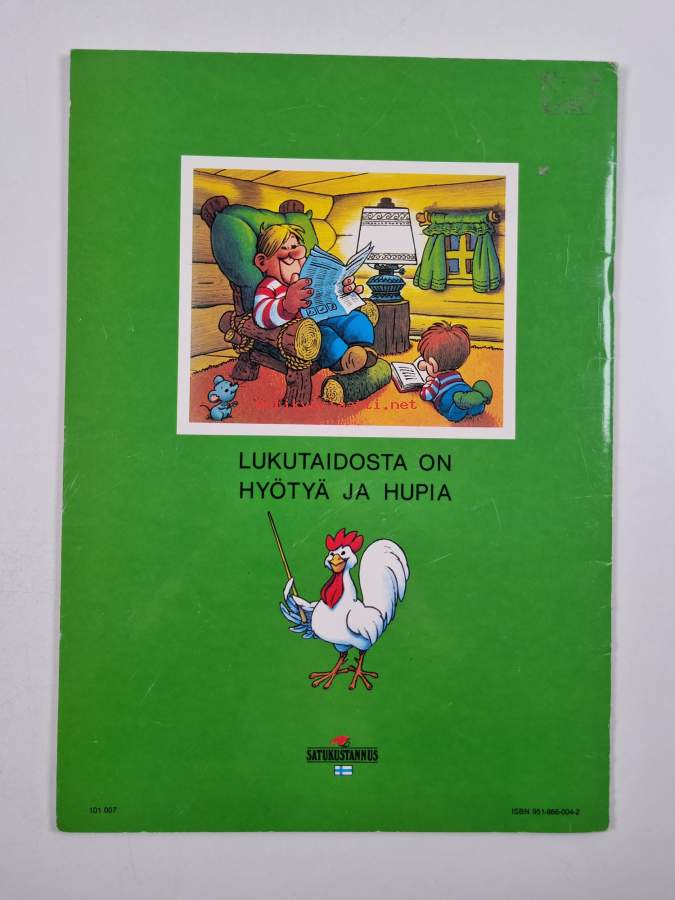 LUKUTAIDOSTA ON
HYÖTYÄ JA HUPIA
SATUKUSTANNUS
101 007
ISBN 951-866-004-2